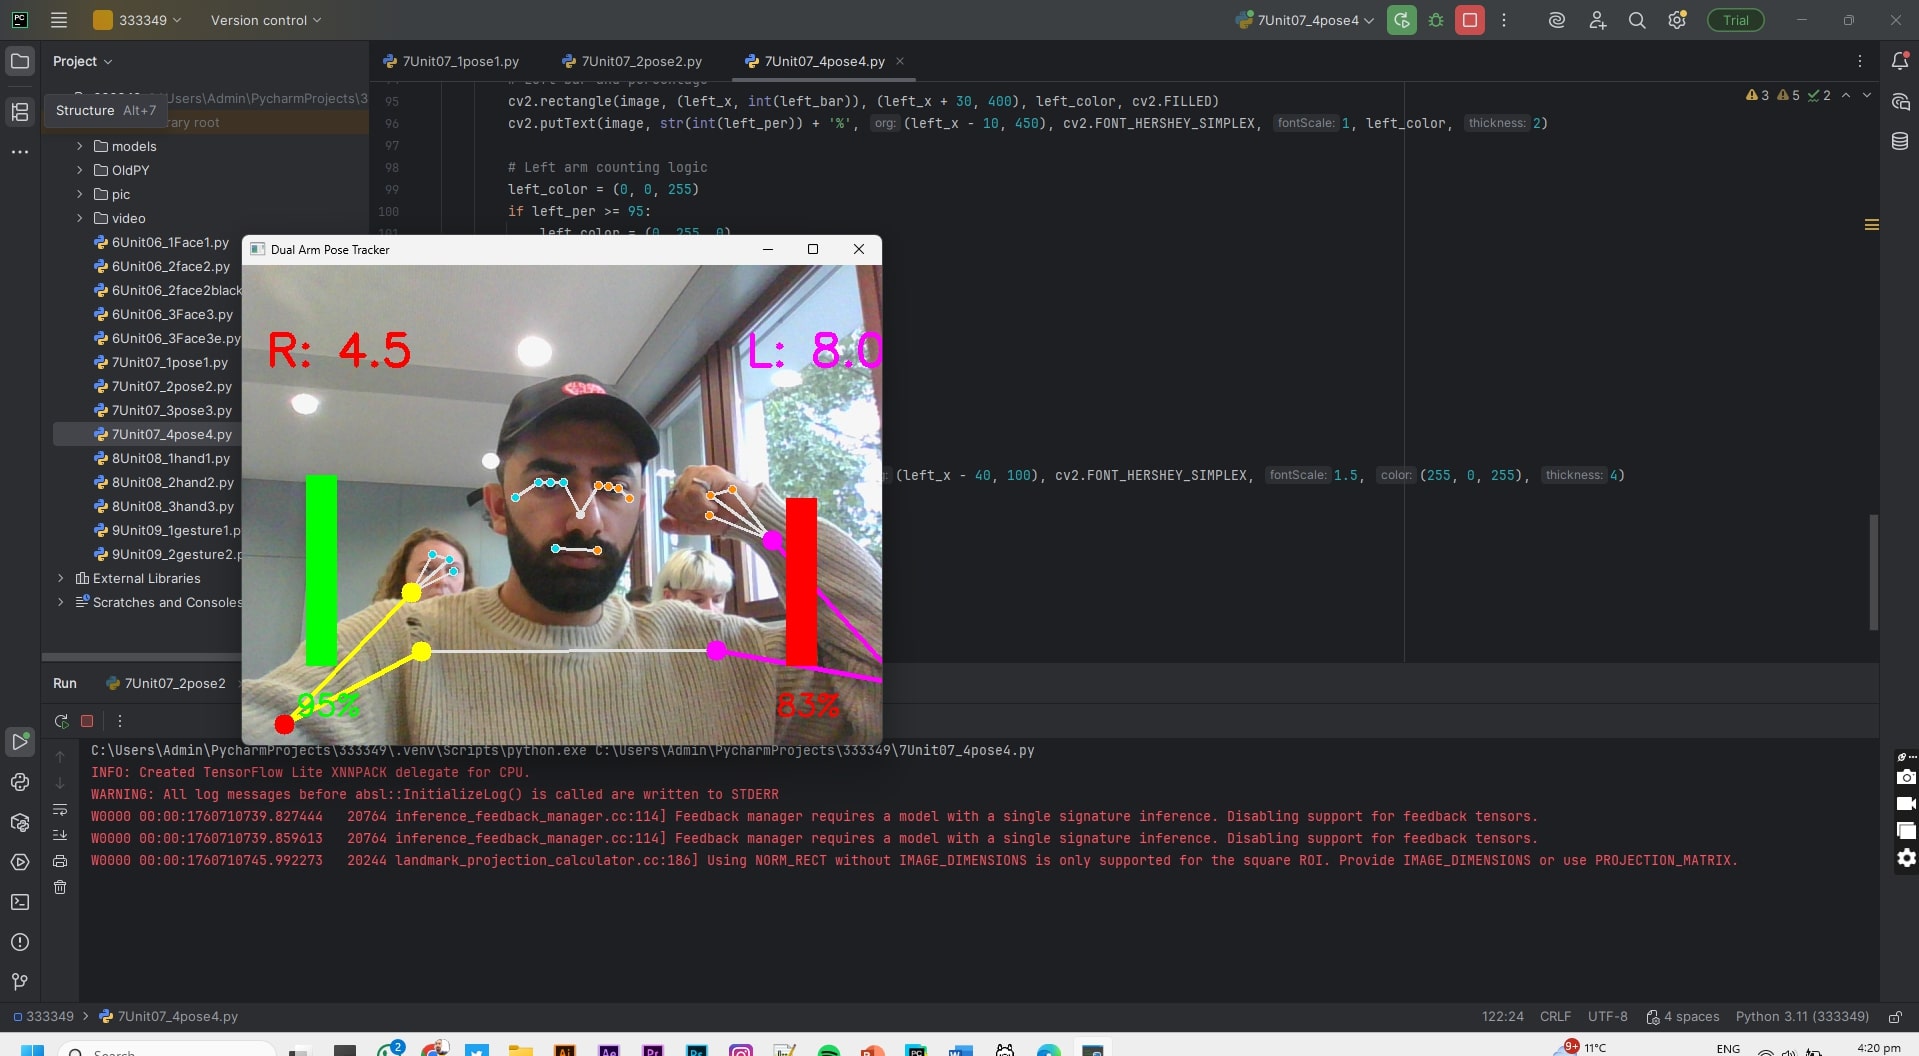 333349
Version control
7Unit07_4pose4
Trial
Project
7Unit07_1pose1.py
7Unit07_2pose2.py
7Unit07_4pose4.py
Structure Alt+7
\Users\Admin\PycharmProjects\3
rary root
models
OldPY
pic
video
6Unit06_1Face1.py
6Unit06_2face2.py
6Unit06_2face2black
6Unit06_3Face3.py
6Unit06_3Face3e.py
7Unit07_1pose1.py
7Unit07_2pose2.py
7Unit07_3pose3.py
7Unit07_4pose4.py
8Unit08_1hand1.py
8Unit08_2hand2.py
8Unit08_3hand3.py
9Unit09_1gesture1.p
9Unit09_2gesture2.p
External Libraries
Scratches and Consoles
3 5 2
95 cv2.rectangle(image, (left_x, int(left_bar)), (left_x + 30, 400), left_color, cv2.FILLED)
96 cv2.putText(image, str(int(left_per)) + '%', org: (left_x - 10, 450), cv2.FONT_HERSHEY_SIMPLEX, fontScale: 1, left_color, thickness: 2)
97
98 # Left arm counting logic
99 left_color = (0, 0, 255)
100 if left_per >= 95:
left_color = (0, 255, 0)
(left_x - 40, 100), cv2.FONT_HERSHEY_SIMPLEX, fontScale: 1.5, color: (255, 0, 255), thickness: 4)
Dual Arm Pose Tracker
R: 4.5
L: 8.0
95%
83%
Run
7Unit07_2pose2
C:\Users\Admin\PycharmProjects\333349\.venv\Scripts\python.exe C:\Users\Admin\PycharmProjects\333349\7Unit07_4pose4.py
INFO: Created TensorFlow Lite XNNPACK delegate for CPU.
WARNING: All log messages before absl::InitializeLog() is called are written to STDERR
W0000 00:00:1760710739.827444 20764 inference_feedback_manager.cc:114] Feedback manager requires a model with a single signature inference. Disabling support for feedback tensors.
W0000 00:00:1760710739.859613 20764 inference_feedback_manager.cc:114] Feedback manager requires a model with a single signature inference. Disabling support for feedback tensors.
W0000 00:00:1760710745.992273 20244 landmark_projection_calculator.cc:186] Using NORM_RECT without IMAGE_DIMENSIONS is only supported for the square ROI. Provide IMAGE_DIMENSIONS or use PROJECTION_MATRIX.
333349 > 7Unit07_4pose4.py
122:24 CRLF UTF-8 4 spaces Python 3.11 (333349)
Search
2
9+
11°C
ENG
4:20 pm